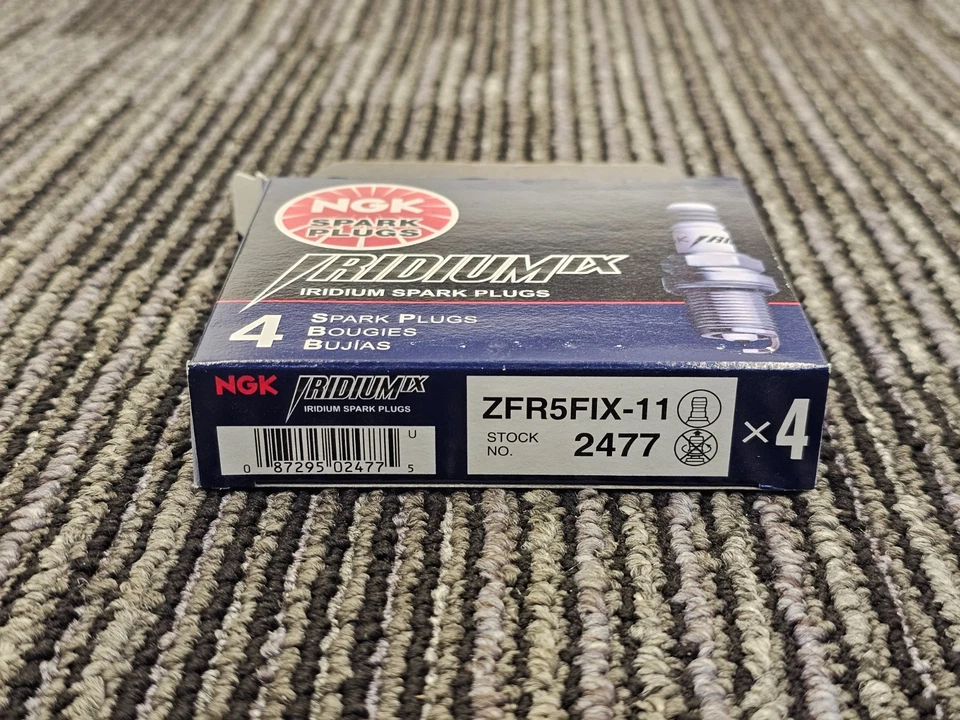 NGK
SPARK
PLUGS
IRIDIUM IX
IRIDIUM SPARK PLUGS
4 SPARK PLUGS
BOUGIES
BUJÍAS
NGK IRIDIUM IX
IRIDIUM SPARK PLUGS
U
0 87295 02477 5
ZFR5FIX-11
STOCK NO. 2477
×4